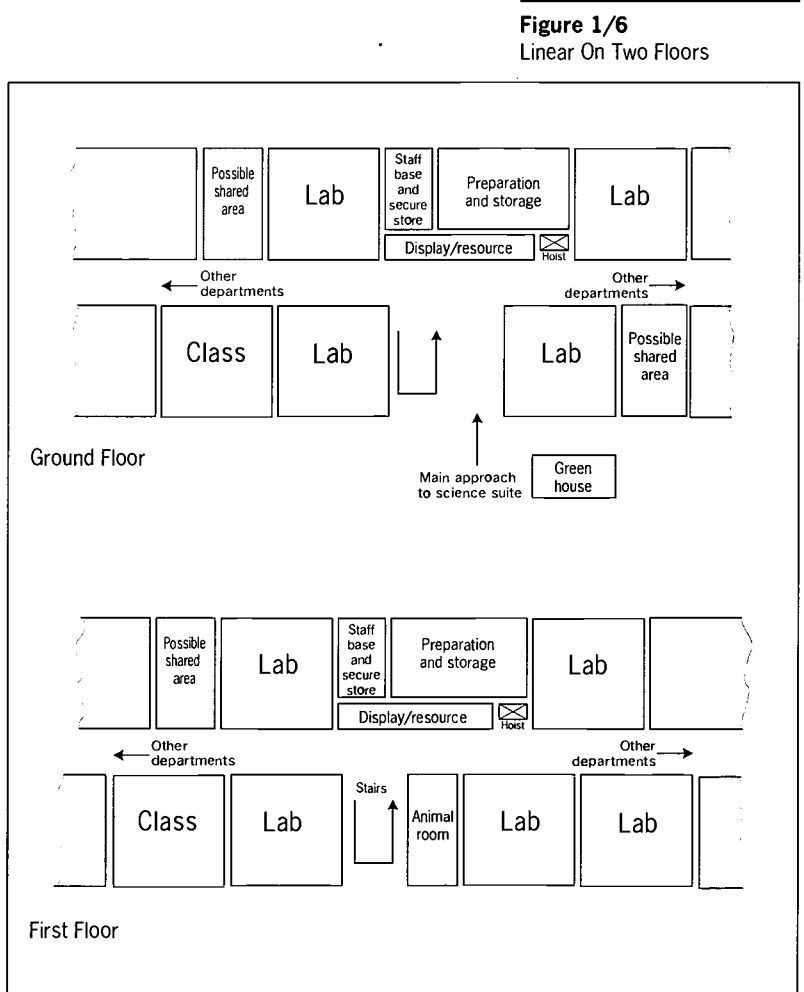 Figure 1/6
Linear On Two Floors
Possible
shared
area
Lab
Staff
base
and
secure
store
Preparation
and storage
Lab
Display/resource
Hoist
Other
departments
Other
departments
Class
Lab
Lab
Possible
shared
area
Ground Floor
Main approach
to science suite
Green
house
Possible
shared
area
Lab
Staff
base
and
secure
store
Preparation
and storage
Lab
Display/resource
Hoist
Other
departments
Other
departments
Class
Lab
Stairs
Animal
room
Lab
Lab
First Floor